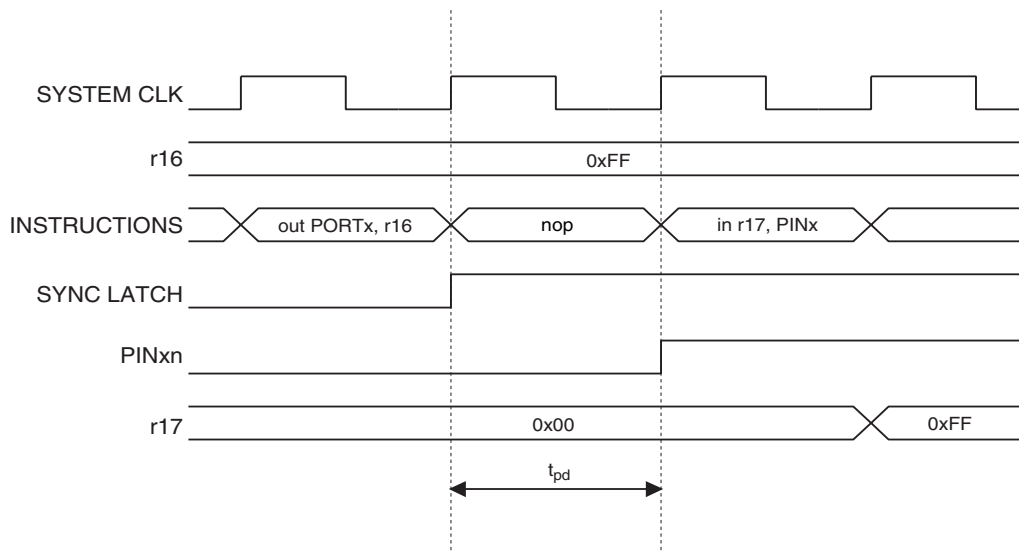 SYSTEM CLK
r16
0xFF
INSTRUCTIONS
out PORTx, r16
nop
in r17, PINx
SYNC LATCH
PINxn
r17
0x00
0xFF
tpd